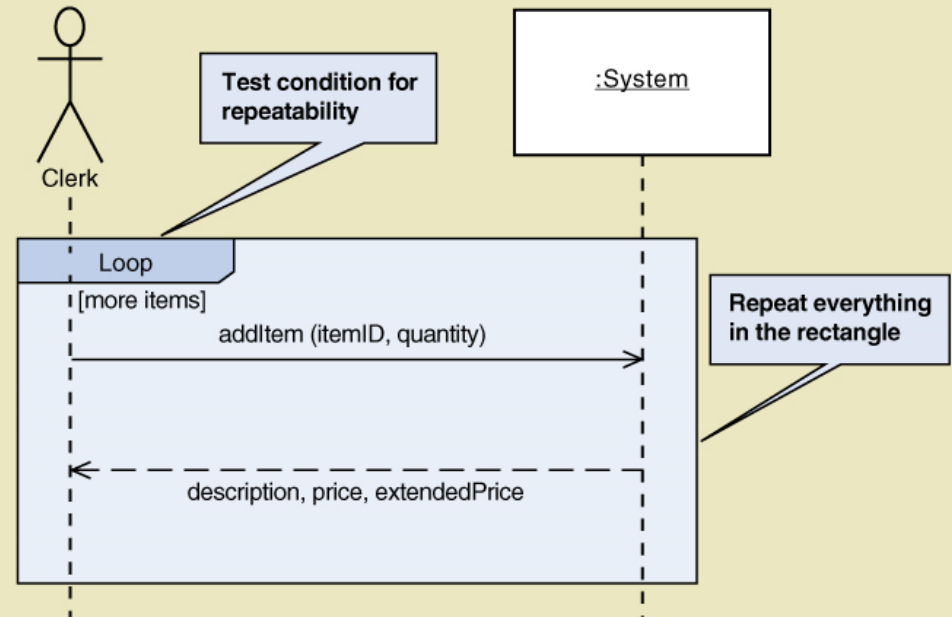 Test condition for
repeatability
:System
Clerk
Loop
[more items]
addItem (itemID, quantity)
Repeat everything
in the rectangle
description, price, extendedPrice